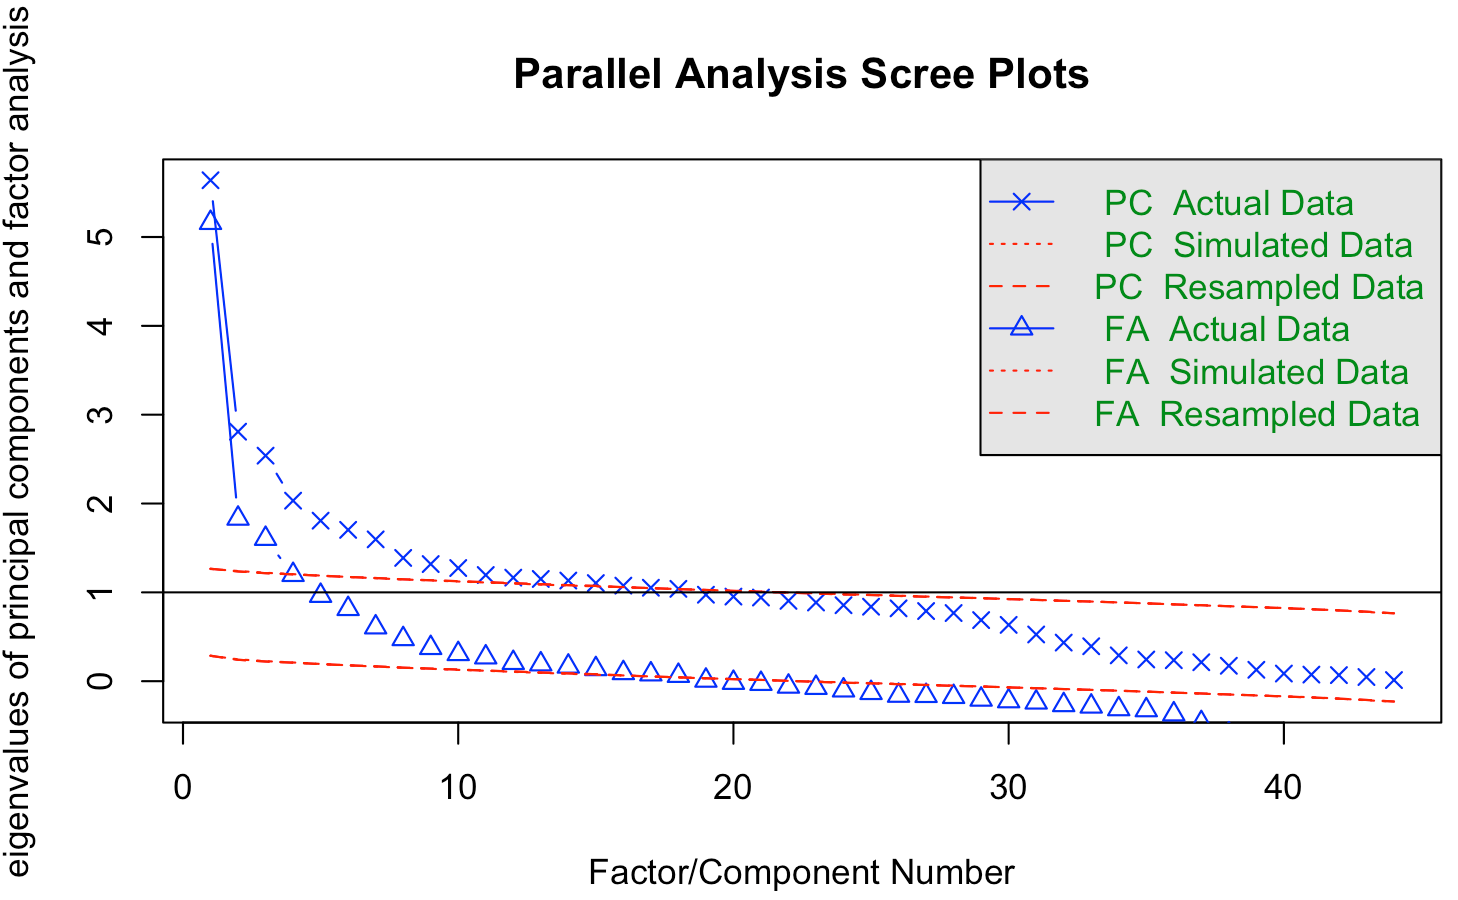 Parallel Analysis Scree Plots
eigenvalues of principal components and factor analysis
5
4
3
2
1
0
PC Actual Data
PC Simulated Data
PC Resampled Data
FA Actual Data
FA Simulated Data
FA Resampled Data
0 10 20 30 40
Factor/Component Number